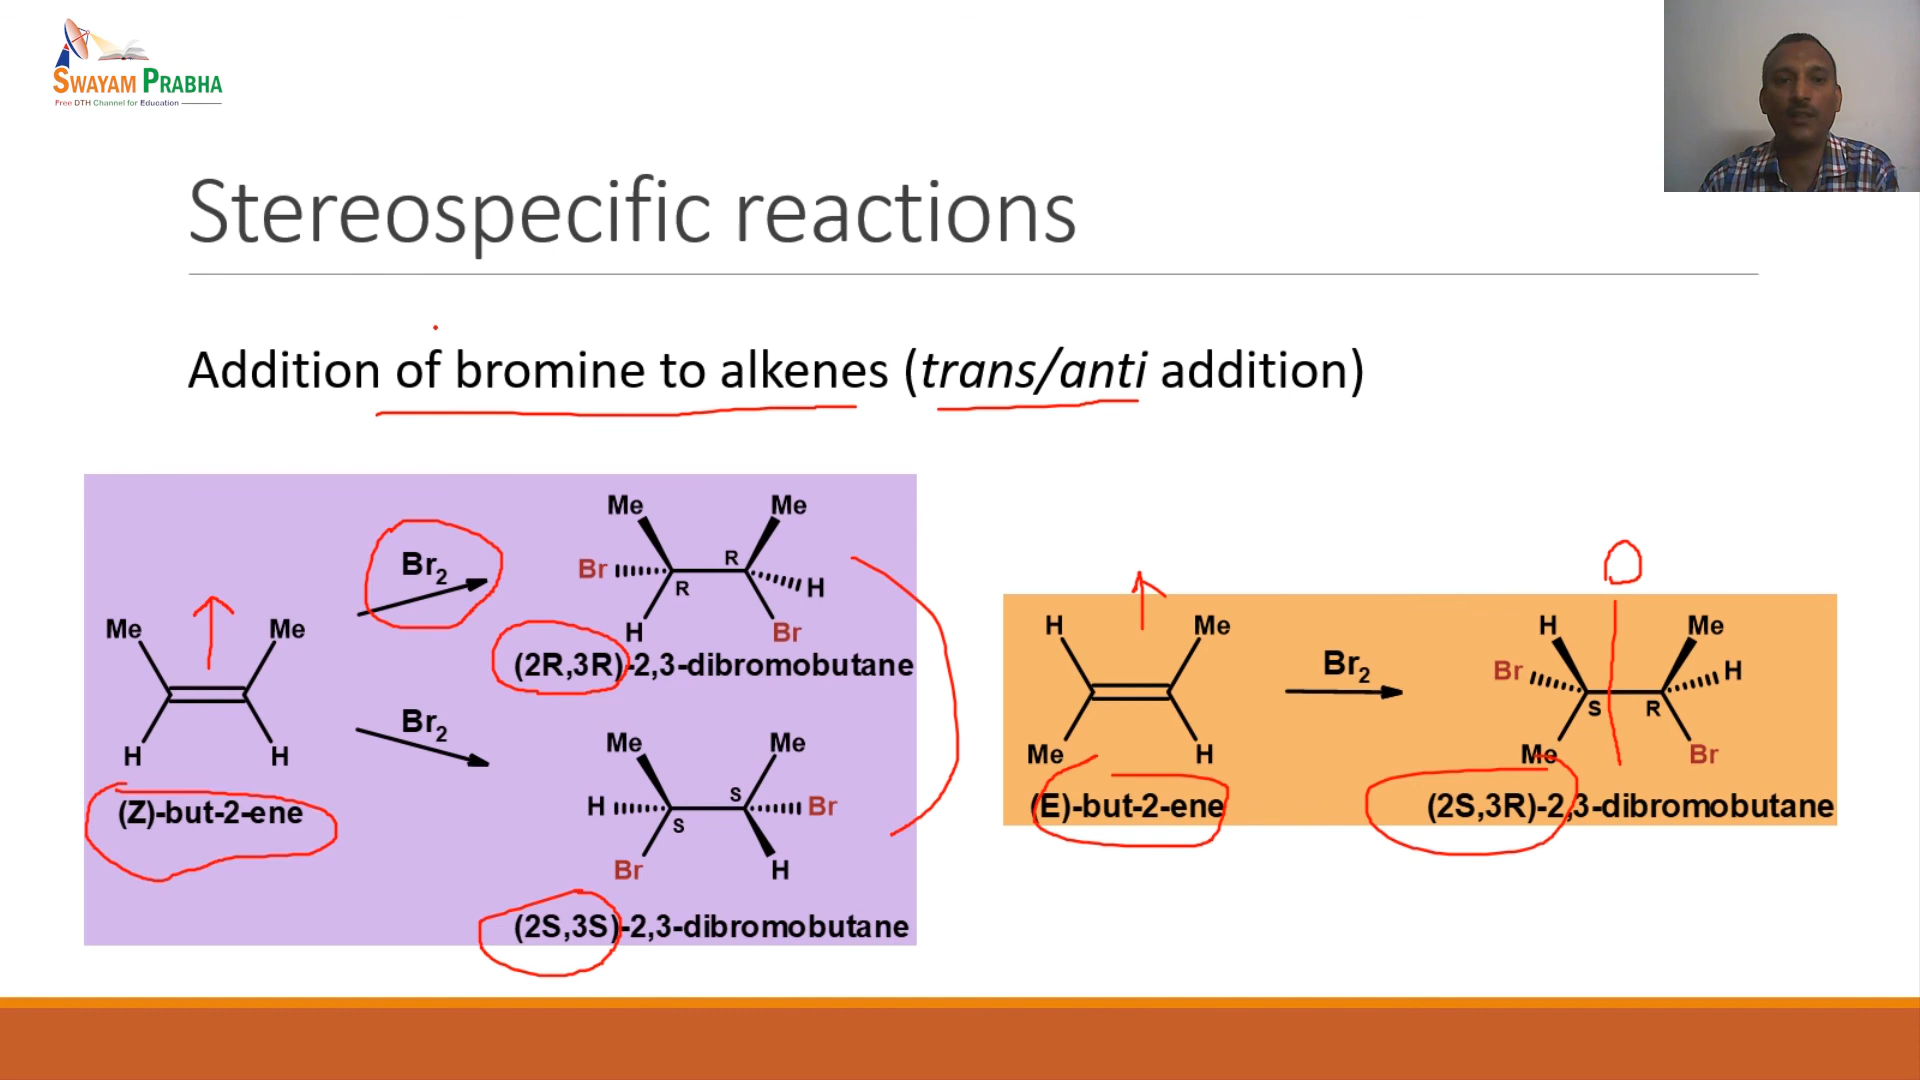 SWAYAM PRABHA
Free DTH Channel for Education
Stereospecific reactions
Addition of bromine to alkenes (trans/anti addition)
Me Me
Br R H
R
H Br
(2R,3R)-2,3-dibromobutane
Br2
Me Me
H H
(Z)-but-2-ene
Br2
Me Me
H S Br
S
Br H
(2S,3S)-2,3-dibromobutane
H Me
Me H
(E)-but-2-ene
Br2
H Me
Br H
S R
Me Br
(2S,3R)-2,3-dibromobutane